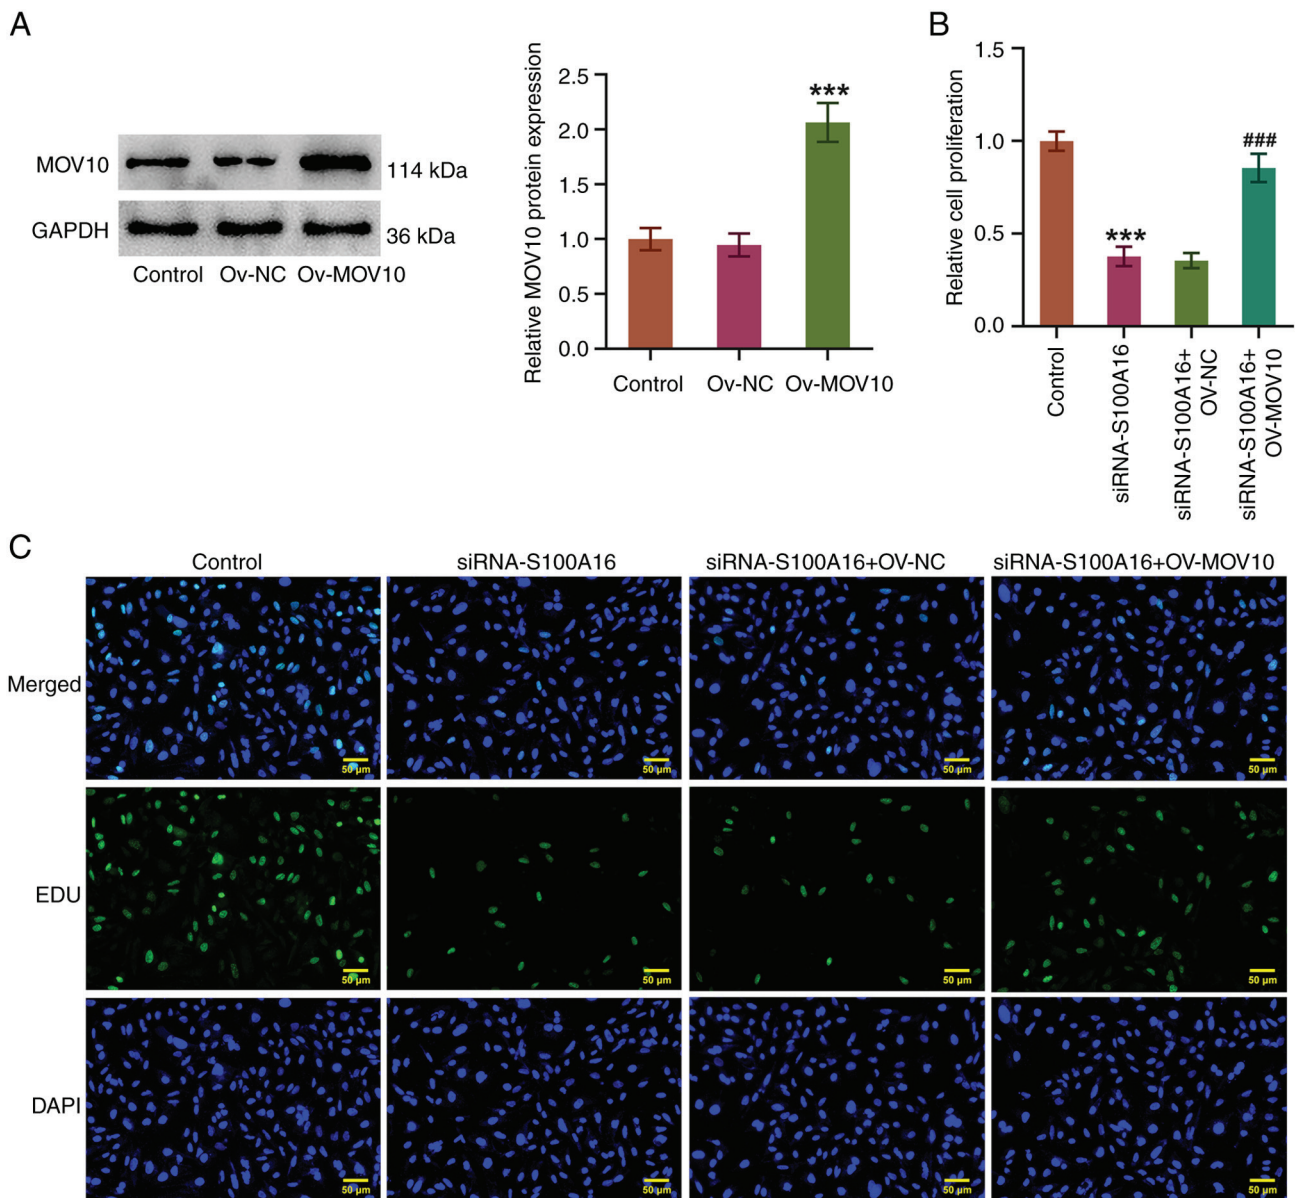 A
MOV10
114 kDa
GAPDH
36 kDa
Control Ov-NC Ov-MOV10
Relative MOV10 protein expression
2.5
2.0
1.5
1.0
0.5
0.0
***
Control Ov-NC Ov-MOV10
B
Relative cell proliferation
1.5
1.0
0.5
0.0
***
###
Control
siRNA-S100A16
siRNA-S100A16+
OV-NC
siRNA-S100A16+
OV-MOV10
C
Control siRNA-S100A16 siRNA-S100A16+OV-NC siRNA-S100A16+OV-MOV10
Merged
50 μm 50 μm 50 μm 50 μm
EDU
50 μm 50 μm 50 μm 50 μm
DAPI
50 μm 50 μm 50 μm 50 μm